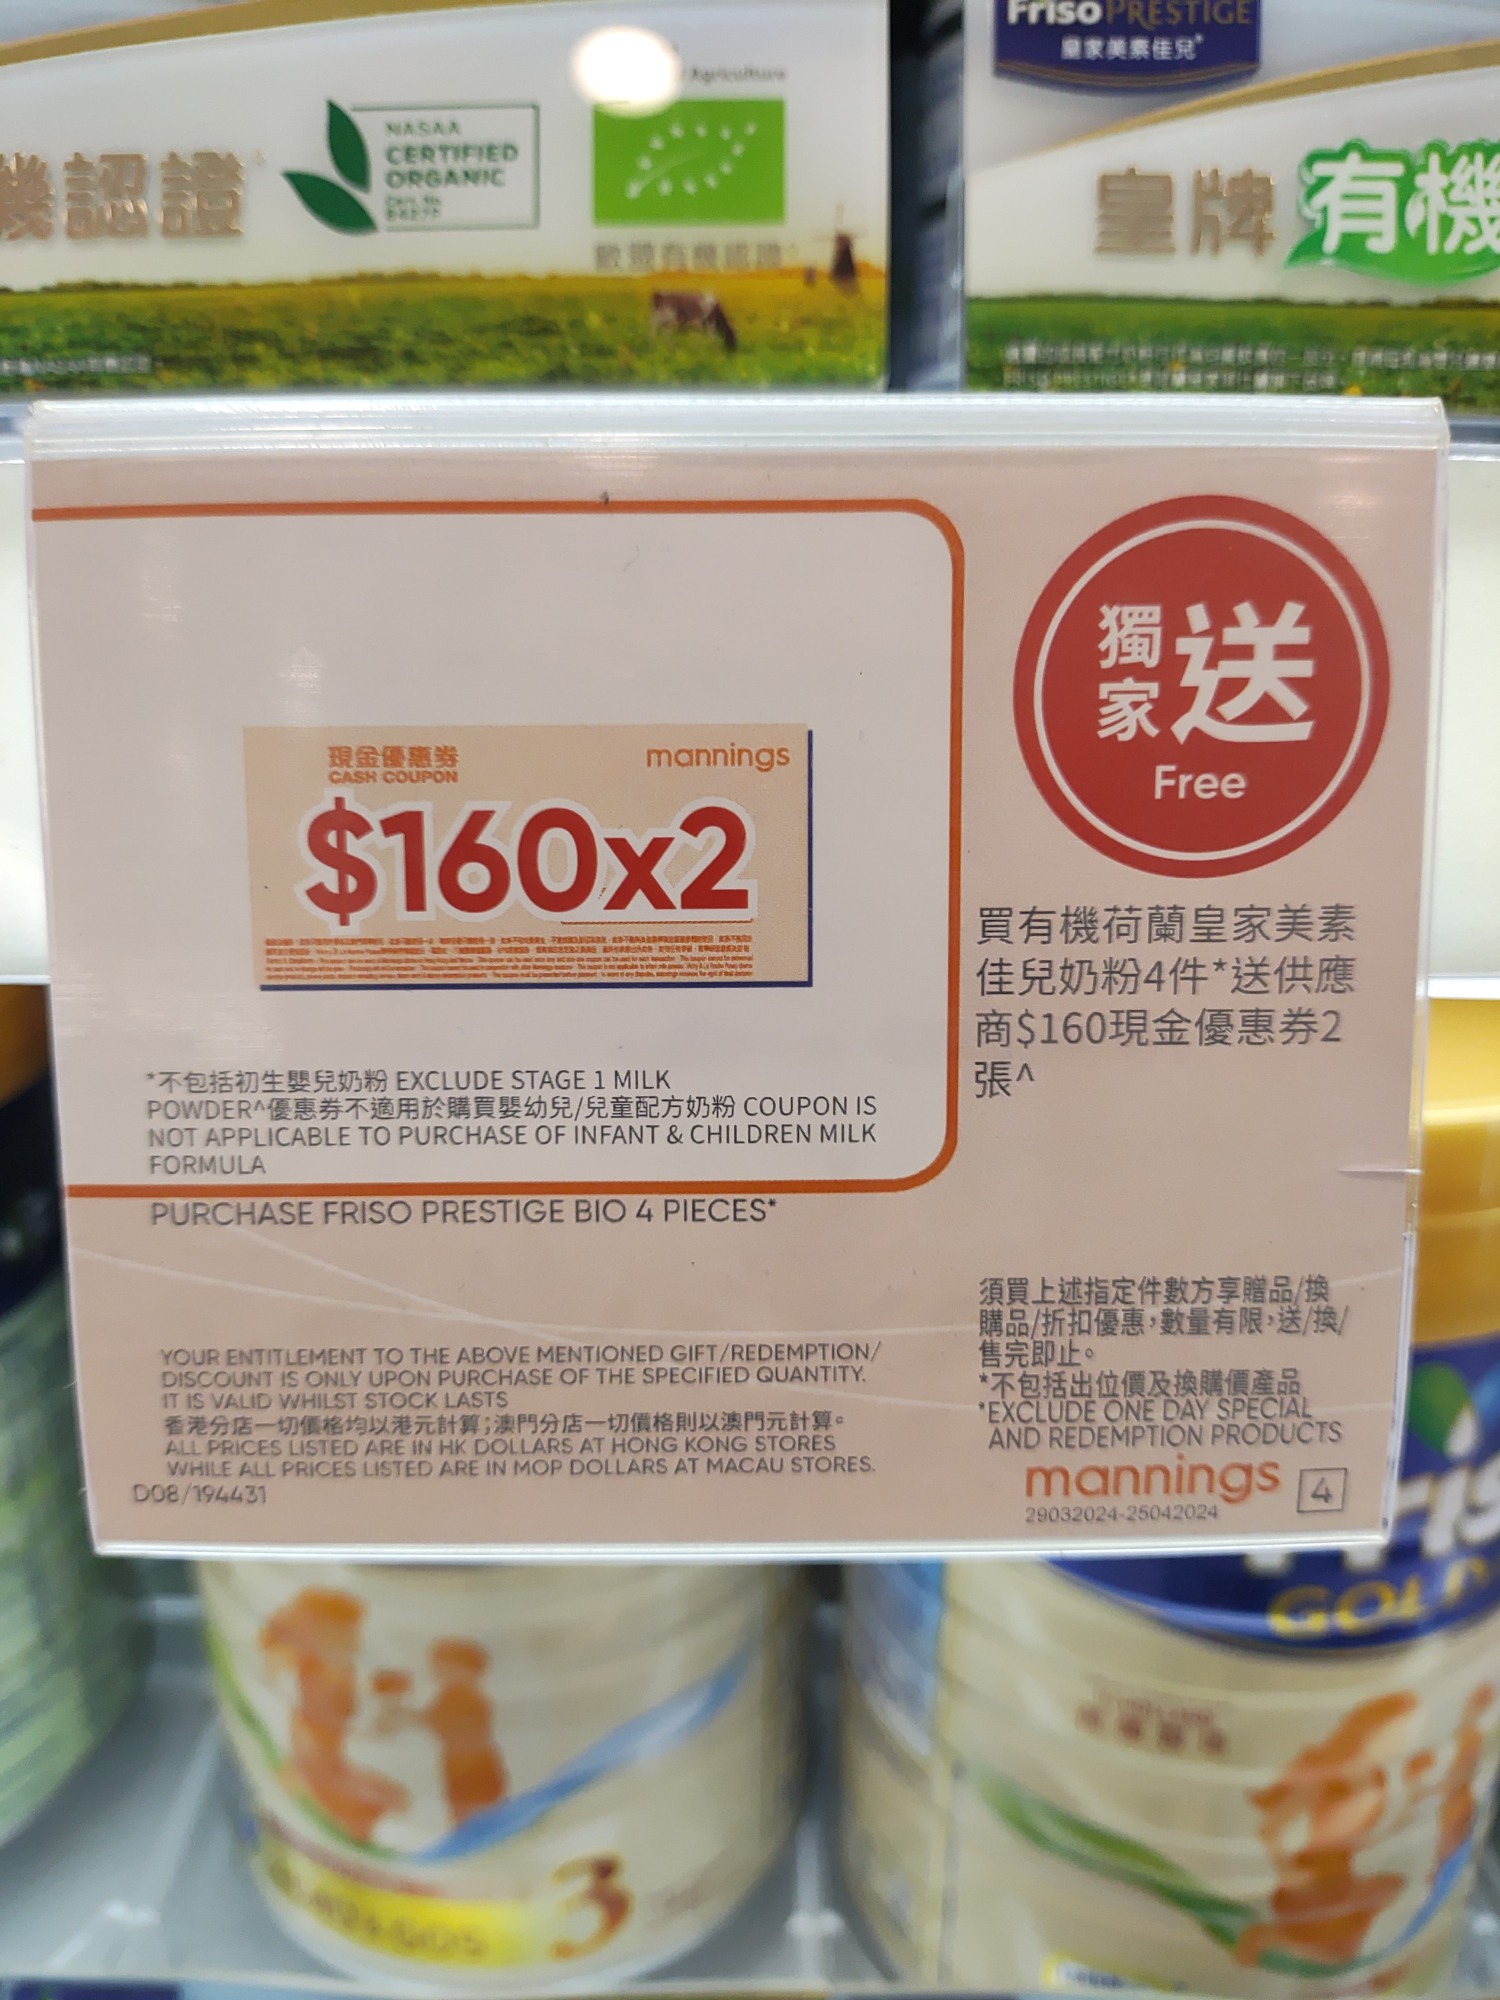 Friso PRESTIGE
皇家美素佳兒
Agriculture
NASAA
CERTIFIED
ORGANIC
機認證
皇牌有機
獨家送
Free
現金優惠券
CASH COUPON
mannings
$160x2
買有機荷蘭皇家美素
佳兒奶粉4件*送供應
商$160現金優惠券2
張^
*不包括初生嬰兒奶粉 EXCLUDE STAGE 1 MILK
POWDER^優惠券不適用於購買嬰幼兒/兒童配方奶粉 COUPON IS
NOT APPLICABLE TO PURCHASE OF INFANT & CHILDREN MILK
FORMULA
PURCHASE FRISO PRESTIGE BIO 4 PIECES*
YOUR ENTITLEMENT TO THE ABOVE MENTIONED GIFT/REDEMPTION/
DISCOUNT IS ONLY UPON PURCHASE OF THE SPECIFIED QUANTITY.
IT IS VALID WHILST STOCK LASTS
香港分店一切價格均以港元計算;澳門分店一切價格則以澳門元計算。
ALL PRICES LISTED ARE IN HK DOLLARS AT HONG KONG STORES
WHILE ALL PRICES LISTED ARE IN MOP DOLLARS AT MACAU STORES.
D08/194431
須買上述指定件數方享贈品/換
購品/折扣優惠,數量有限,送/換/
售完即止。
*不包括出位價及換購價產品
*EXCLUDE ONE DAY SPECIAL
AND REDEMPTION PRODUCTS
mannings 4
29032024-25042024
GOLD
3